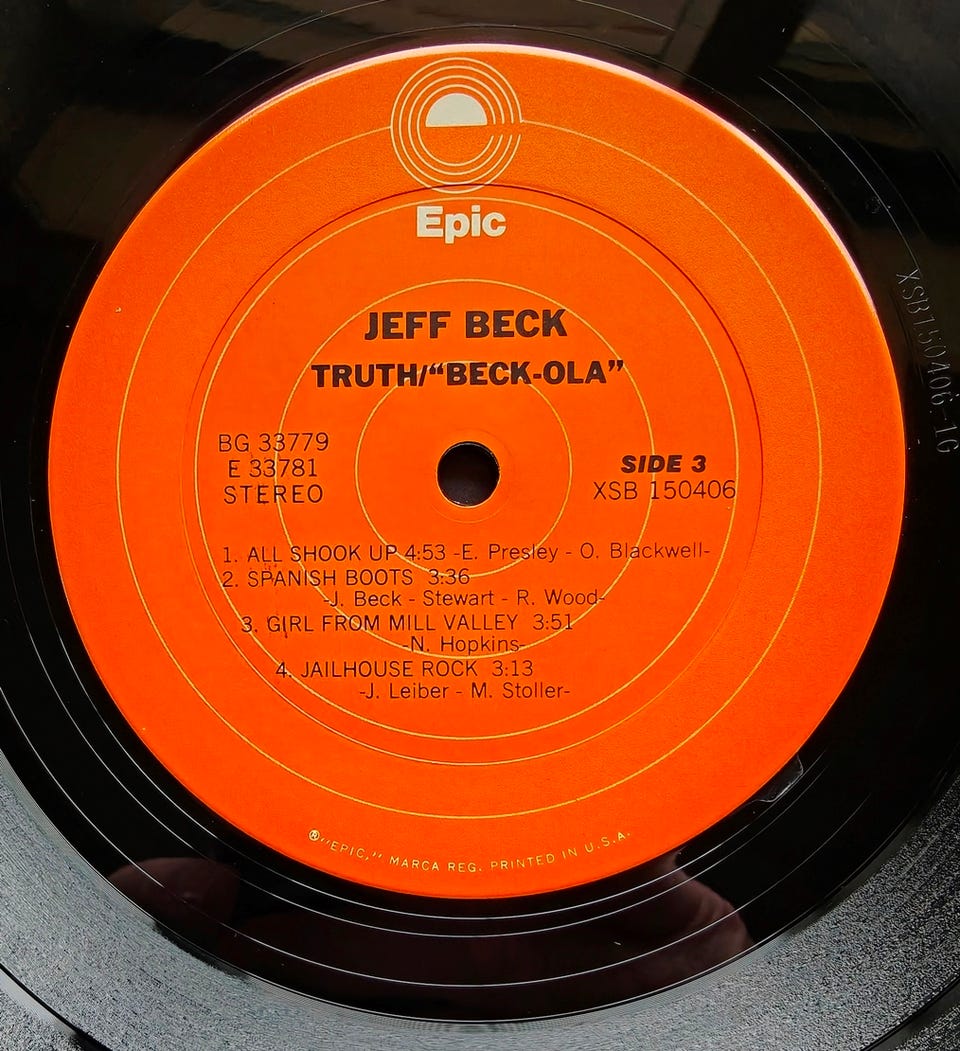 Epic
JEFF BECK
TRUTH/“BECK-OLA”
BG 33779
E 33781
STEREO
SIDE 3
XSB 150406
1. ALL SHOOK UP 4:53 -E. Presley - O. Blackwell-
2. SPANISH BOOTS 3:36
-J. Beck - Stewart - R. Wood-
3. GIRL FROM MILL VALLEY 3:51
-N. Hopkins-
4. JAILHOUSE ROCK 3:13
-J. Leiber - M. Stoller-
®“EPIC,” MARCA REG. PRINTED IN U.S.A.
XSB150406-1G